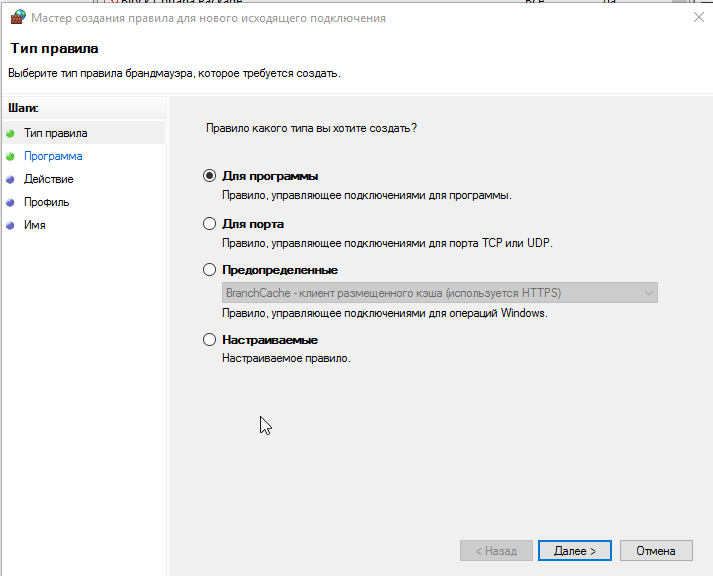 Мастер создания правила для нового исходящего подключения
Тип правила
Выберите тип правила брандмауэра, которое требуется создать.
Шаги:
Тип правила
Программа
Действие
Профиль
Имя
Правило какого типа вы хотите создать?
Для программы
Правило, управляющее подключениями для программы.
Для порта
Правило, управляющее подключениями для порта TCP или UDP.
Предопределенные
BranchCache - клиент размещенного кэша (используется HTTPS)
Правило, управляющее подключениями для операций Windows.
Настраиваемые
Настраиваемое правило.
< Назад
Далее >
Отмена